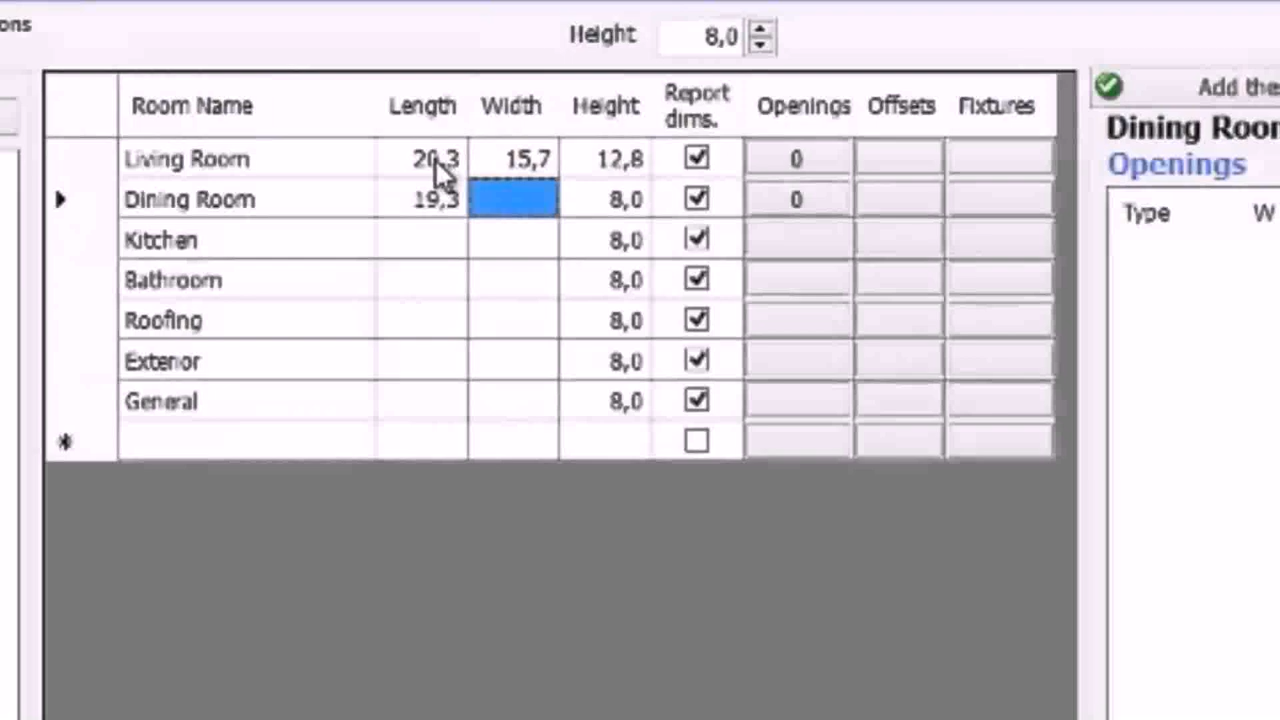 ons
Height 8,0
Room Name Length Width Height Report dims. Openings Offsets Fixtures
Living Room 20,3 15,7 12,8 0
Dining Room 19,3 8,0 0
Kitchen 8,0
Bathroom 8,0
Roofing 8,0
Exterior 8,0
General 8,0
Add the
Dining Roor
Openings
Type W